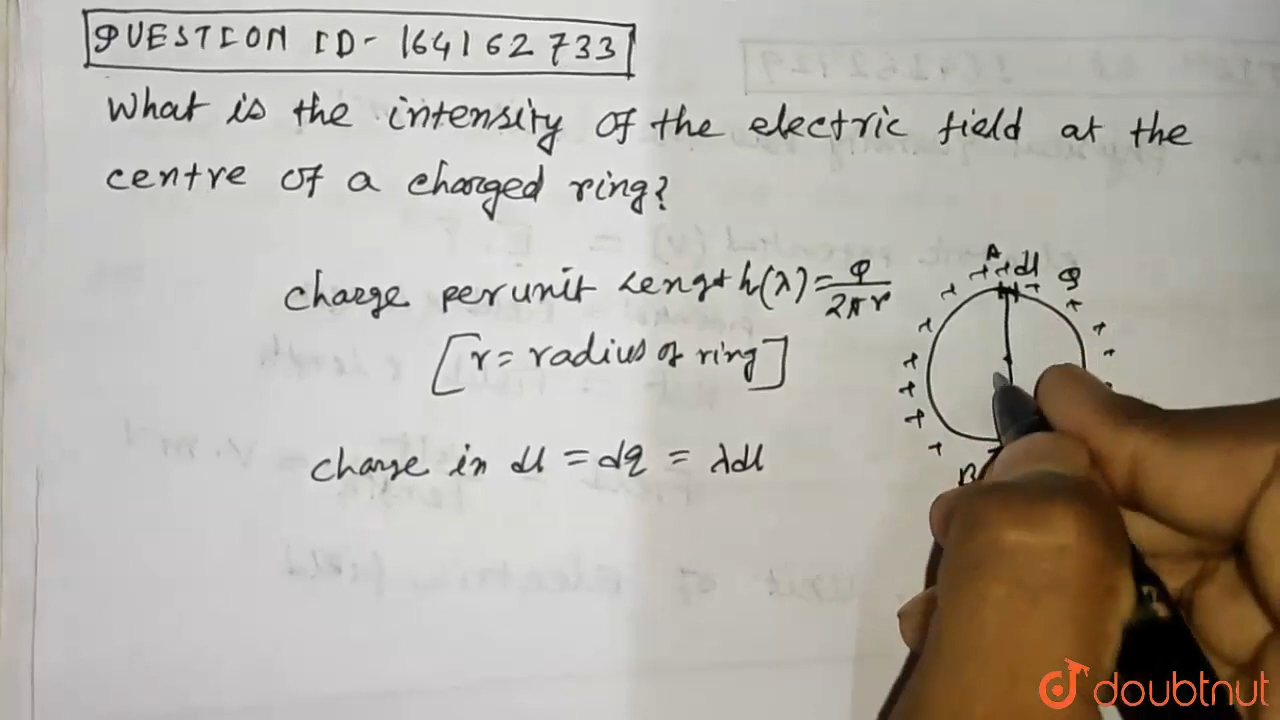 QUESTION ID- 164162733
What is the intensity of the electric field at the
centre of a charged ring?
charge per unit Length (λ) = Q/2πr
[r = radius of ring]
charge in dl = dq = λdl
A
dl
Q
B
doubtnut